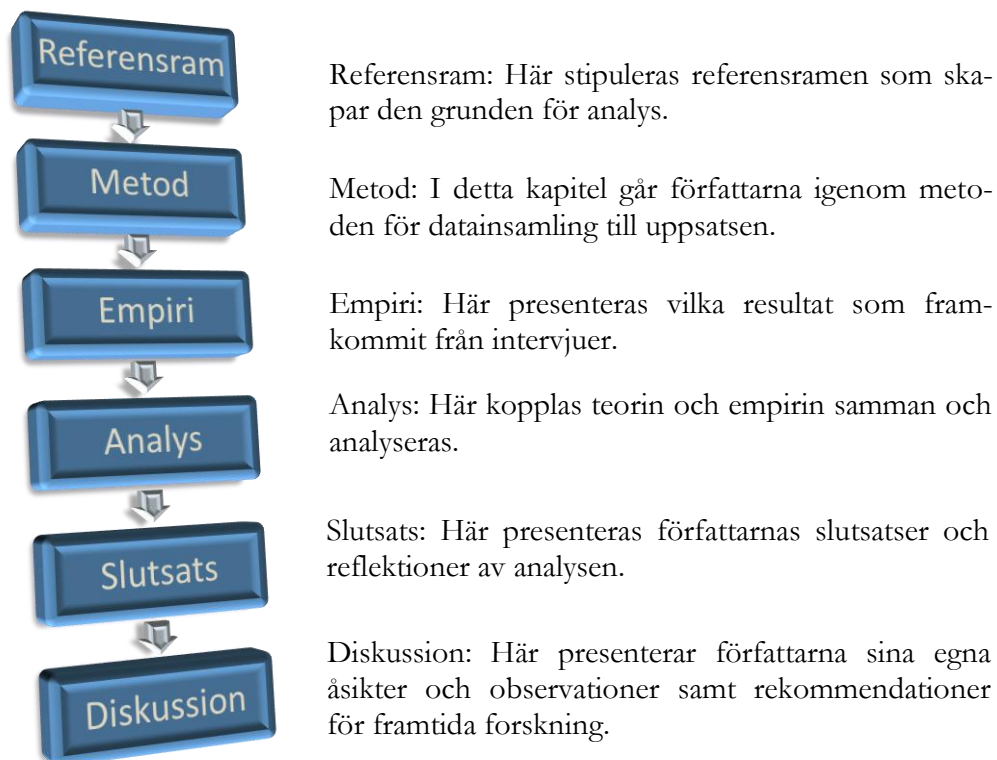 Referensram
Referensram: Här stipuleras referensramen som ska-
par den grunden för analys.
Metod
Metod: I detta kapitel går författarna igenom meto-
den för datainsamling till uppsatsen.
Empiri
Empiri: Här presenteras vilka resultat som fram-
kommit från intervjuer.
Analys
Analys: Här kopplas teorin och empirin samman och
analyseras.
Slutsats
Slutsats: Här presenteras författarnas slutsatser och
reflektioner av analysen.
Diskussion
Diskussion: Här presenterar författarna sina egna
åsikter och observationer samt rekommendationer
för framtida forskning.